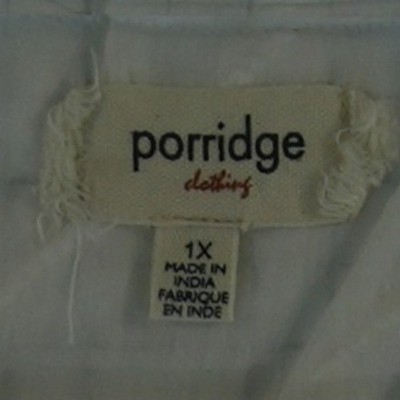 porridge
clothing
1X
MADE IN
INDIA
FABRIQUE
EN INDE